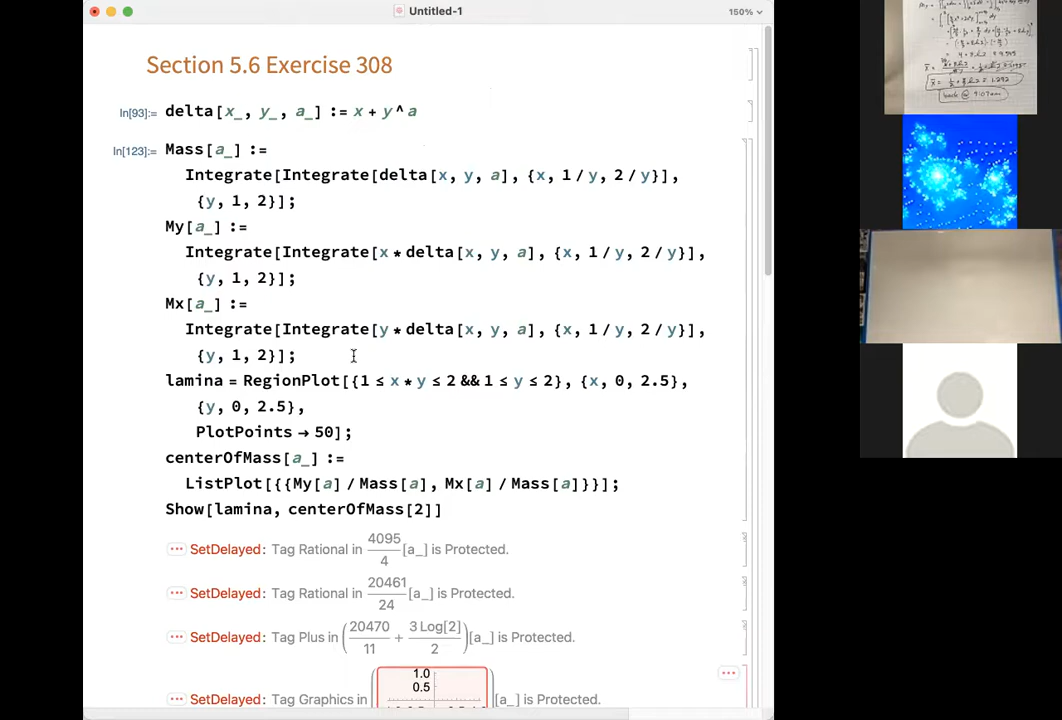 Untitled-1
150%
Section 5.6 Exercise 308
In[93]:= delta[x_, y_, a_] := x + y ^ a
In[123]:= Mass[a_] :=
Integrate[Integrate[delta[x, y, a], {x, 1 / y, 2 / y}],
{y, 1, 2}];
My[a_] :=
Integrate[Integrate[x * delta[x, y, a], {x, 1 / y, 2 / y}],
{y, 1, 2}];
Mx[a_] :=
Integrate[Integrate[y * delta[x, y, a], {x, 1 / y, 2 / y}],
{y, 1, 2}];
lamina = RegionPlot[{1 ≤ x * y ≤ 2 && 1 ≤ y ≤ 2}, {x, 0, 2.5},
{y, 0, 2.5},
PlotPoints → 50];
centerOfMass[a_] :=
ListPlot[{{My[a] / Mass[a], Mx[a] / Mass[a]}}];
Show[lamina, centerOfMass[2]]
SetDelayed: Tag Rational in 4095/4 [a_] is Protected.
SetDelayed: Tag Rational in 20461/24 [a_] is Protected.
SetDelayed: Tag Plus in (20470/11 + 3 Log[2]/2)[a_] is Protected.
1.0
0.5
SetDelayed: Tag Graphics in [a_] is Protected.
back @ 9:07am